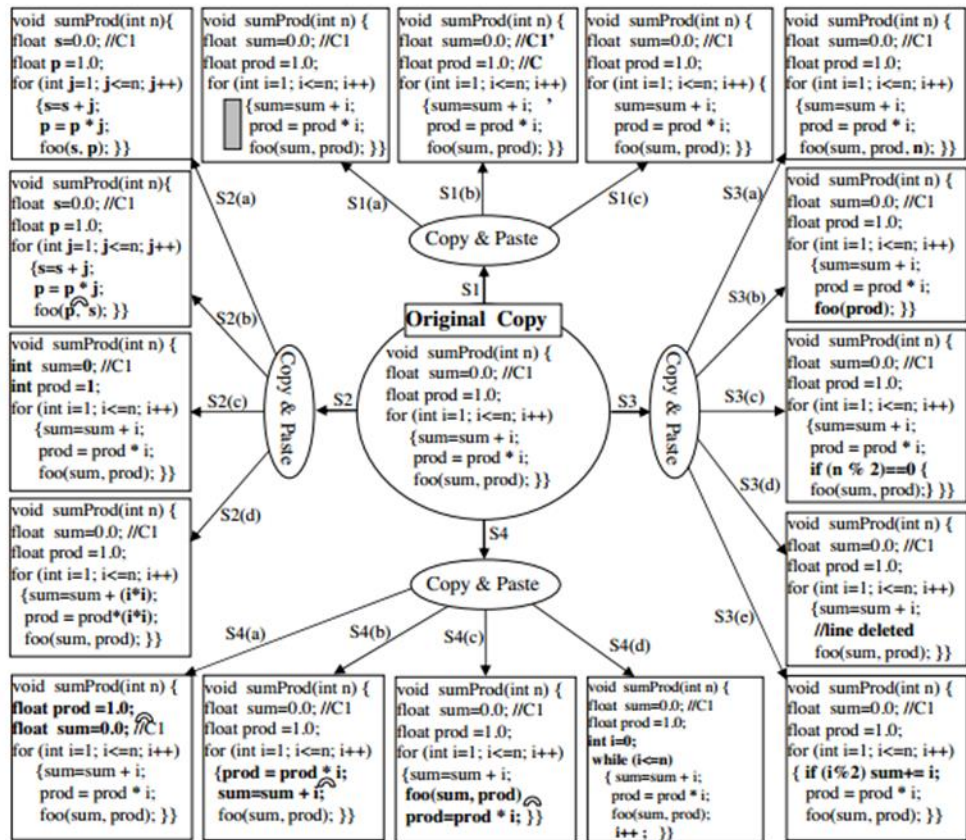 void sumProd(int n){
float s=0.0; //C1
float p =1.0;
for (int j=1; j<=n; j++)
{s=s + j;
p = p * j;
foo(s, p); }}
void sumProd(int n) {
float sum=0.0; //C1
float prod =1.0;
for (int i=1; i<=n; i++)
{sum=sum + i;
prod = prod * i;
foo(sum, prod); }}
void sumProd(int n) {
float sum=0.0; //C1'
float prod =1.0; //C
for (int i=1; i<=n; i++)
{sum=sum + i; '
prod = prod * i;
foo(sum, prod); }}
void sumProd(int n) {
float sum=0.0; //C1
float prod =1.0;
for (int i=1; i<=n; i++) {
sum=sum + i;
prod = prod * i;
foo(sum, prod); }}
void sumProd(int n) {
float sum=0.0; //C1
float prod =1.0;
for (int i=1; i<=n; i++)
{sum=sum + i;
prod = prod * i;
foo(sum, prod, n); }}
S2(a)
S1(a)
S1(b)
S1(c)
S3(a)
Copy & Paste
S1
void sumProd(int n){
float s=0.0; //C1
float p =1.0;
for (int j=1; j<=n; j++)
{s=s + j;
p = p * j;
foo(p, s); }}
S2(b)
void sumProd(int n) {
float sum=0.0; //C1
float prod =1.0;
for (int i=1; i<=n; i++)
{sum=sum + i;
prod = prod * i;
foo(prod); }}
S3(b)
void sumProd(int n) {
int sum=0; //C1
int prod =1;
for (int i=1; i<=n; i++)
{sum=sum + i;
prod = prod * i;
foo(sum, prod); }}
S2(c)
Copy & Paste
S2
Original Copy
void sumProd(int n) {
float sum=0.0; //C1
float prod =1.0;
for (int i=1; i<=n; i++)
{sum=sum + i;
prod = prod * i;
foo(sum, prod); }}
S3
Copy & Paste
S3(c)
void sumProd(int n) {
float sum=0.0; //C1
float prod =1.0;
for (int i=1; i<=n; i++)
{sum=sum + i;
prod = prod * i;
if (n % 2)==0 {
foo(sum, prod);} }}
S2(d)
S3(d)
void sumProd(int n) {
float sum=0.0; //C1
float prod =1.0;
for (int i=1; i<=n; i++)
{sum=sum + (i*i);
prod = prod*(i*i);
foo(sum, prod); }}
S4
Copy & Paste
void sumProd(int n) {
float sum=0.0; //C1
float prod =1.0;
for (int i=1; i<=n; i++)
{sum=sum + i;
//line deleted
foo(sum, prod); }}
S4(a)
S4(b)
S4(c)
S4(d)
S3(e)
void sumProd(int n) {
float prod =1.0;
float sum=0.0; //C1
for (int i=1; i<=n; i++)
{sum=sum + i;
prod = prod * i;
foo(sum, prod); }}
void sumProd(int n) {
float sum=0.0; //C1
float prod =1.0;
for (int i=1; i<=n; i++)
{prod = prod * i;
sum=sum + i;
foo(sum, prod); }}
void sumProd(int n) {
float sum=0.0; //C1
float prod =1.0;
for (int i=1; i<=n; i++)
{sum=sum + i;
foo(sum, prod)
prod=prod * i; }}
void sumProd(int n) {
float sum=0.0; //C1
float prod =1.0;
int i=0;
while (i<=n)
{ sum=sum + i;
prod = prod * i;
foo(sum, prod);
i++ ; }}
void sumProd(int n) {
float sum=0.0; //C1
float prod =1.0;
for (int i=1; i<=n; i++)
{ if (i%2) sum+= i;
prod = prod * i;
foo(sum, prod); }}